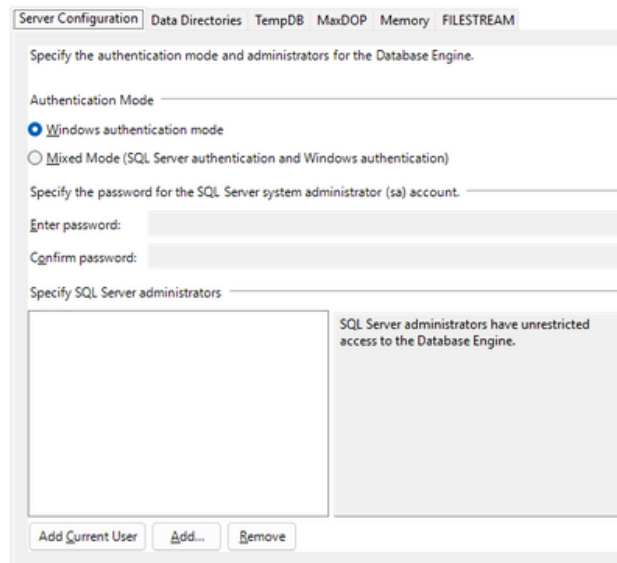 Server Configuration Data Directories TempDB MaxDOP Memory FILESTREAM
Specify the authentication mode and administrators for the Database Engine.
Authentication Mode
Windows authentication mode
Mixed Mode (SQL Server authentication and Windows authentication)
Specify the password for the SQL Server system administrator (sa) account.
Enter password:
Confirm password:
Specify SQL Server administrators
SQL Server administrators have unrestricted
access to the Database Engine.
Add Current User Add... Remove